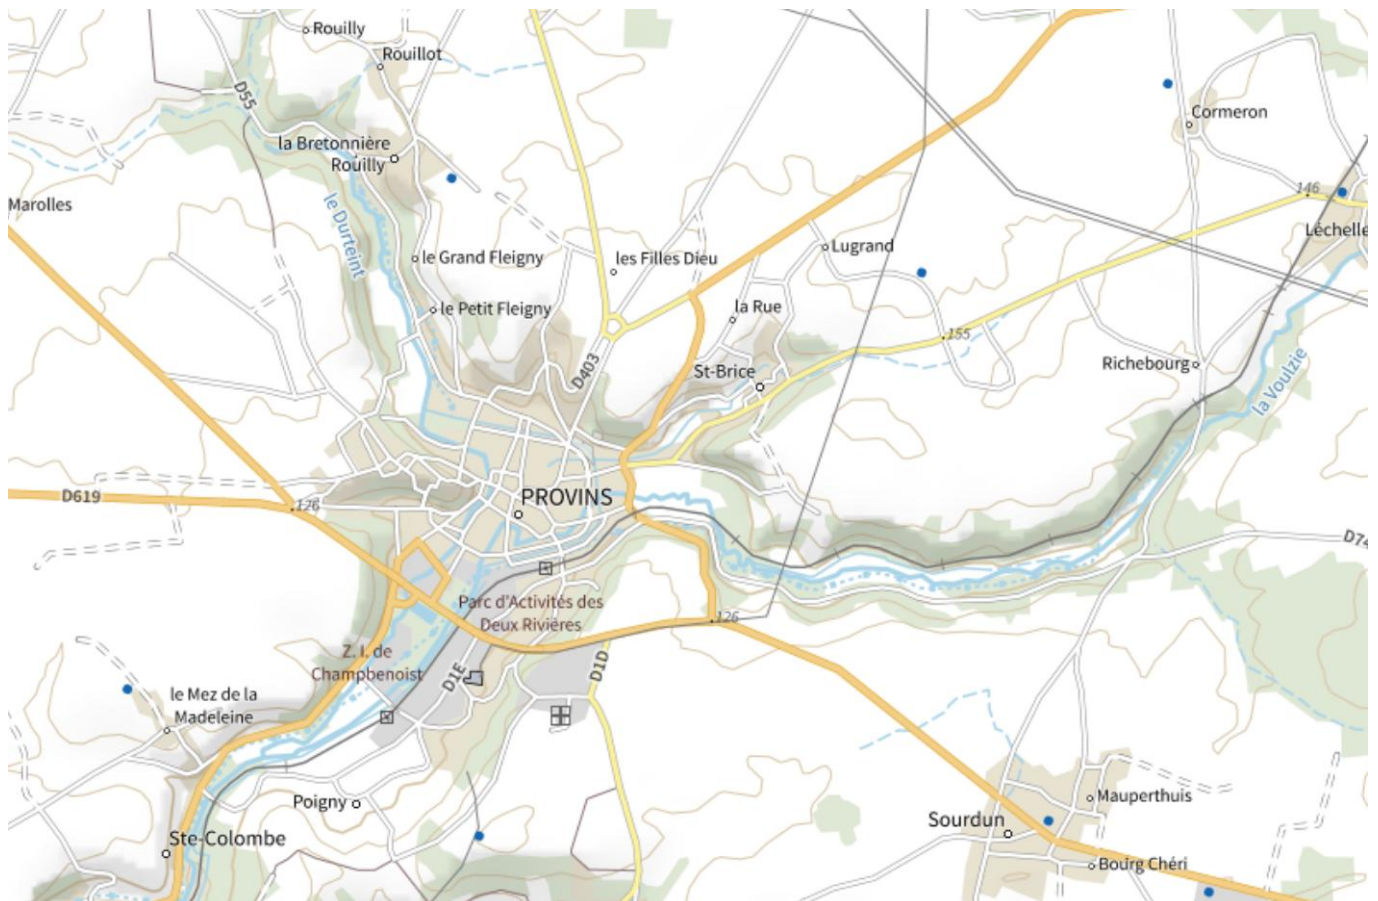 Rouilly
Rouillot
D55
Cormeron
la Bretonnière
Rouilly
146
Marolles
le Durteint
Léchelle
Lugrand
le Grand Fleigny
les Filles Dieu
la Rue
le Petit Fleigny
155
D403
St-Brice
Richebourg
la Voulzie
D619
126
PROVINS
D74
Parc d'Activités des
Deux Rivières
126
Z. I. de
Champbenoist
D1E
D1D
le Mez de la
Madeleine
Poigny
Mauperthuis
Sourdun
Ste-Colombe
Bourg Chéri